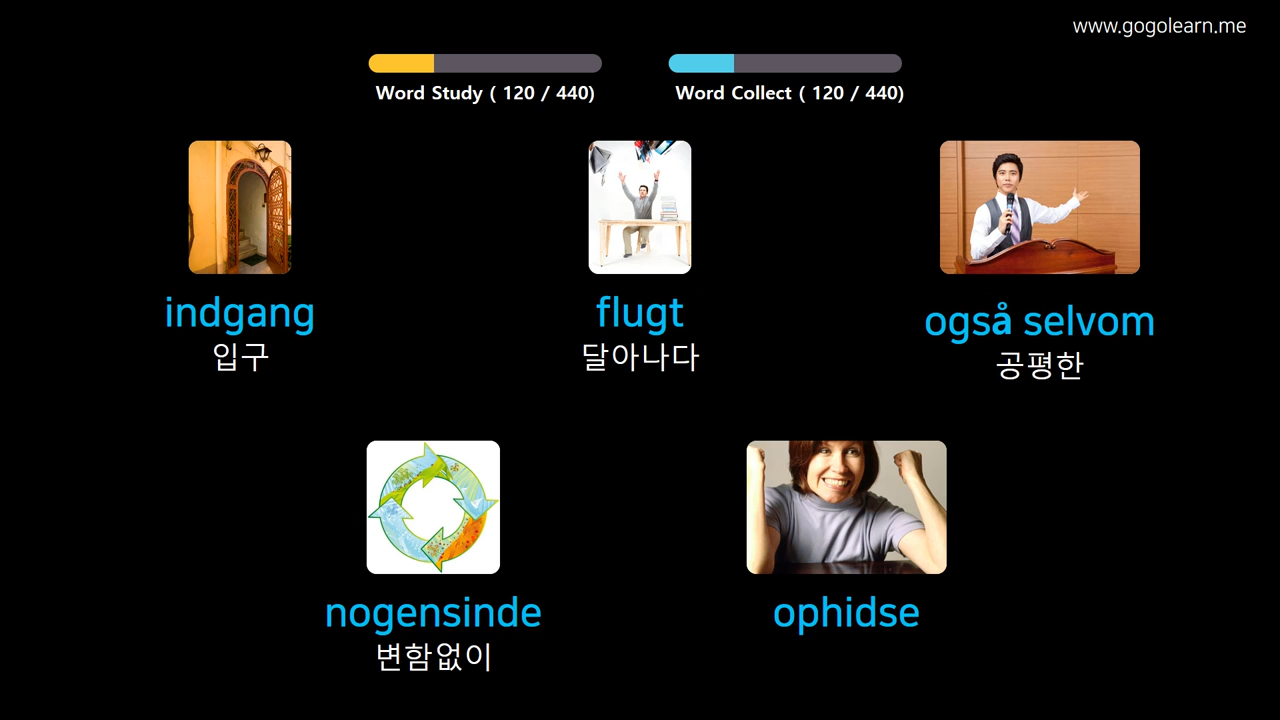 www.gogolearn.me
Word Study ( 120 / 440)
Word Collect ( 120 / 440)
indgang
입구
flugt
달아나다
også selvom
공평한
nogensinde
변함없이
ophidse